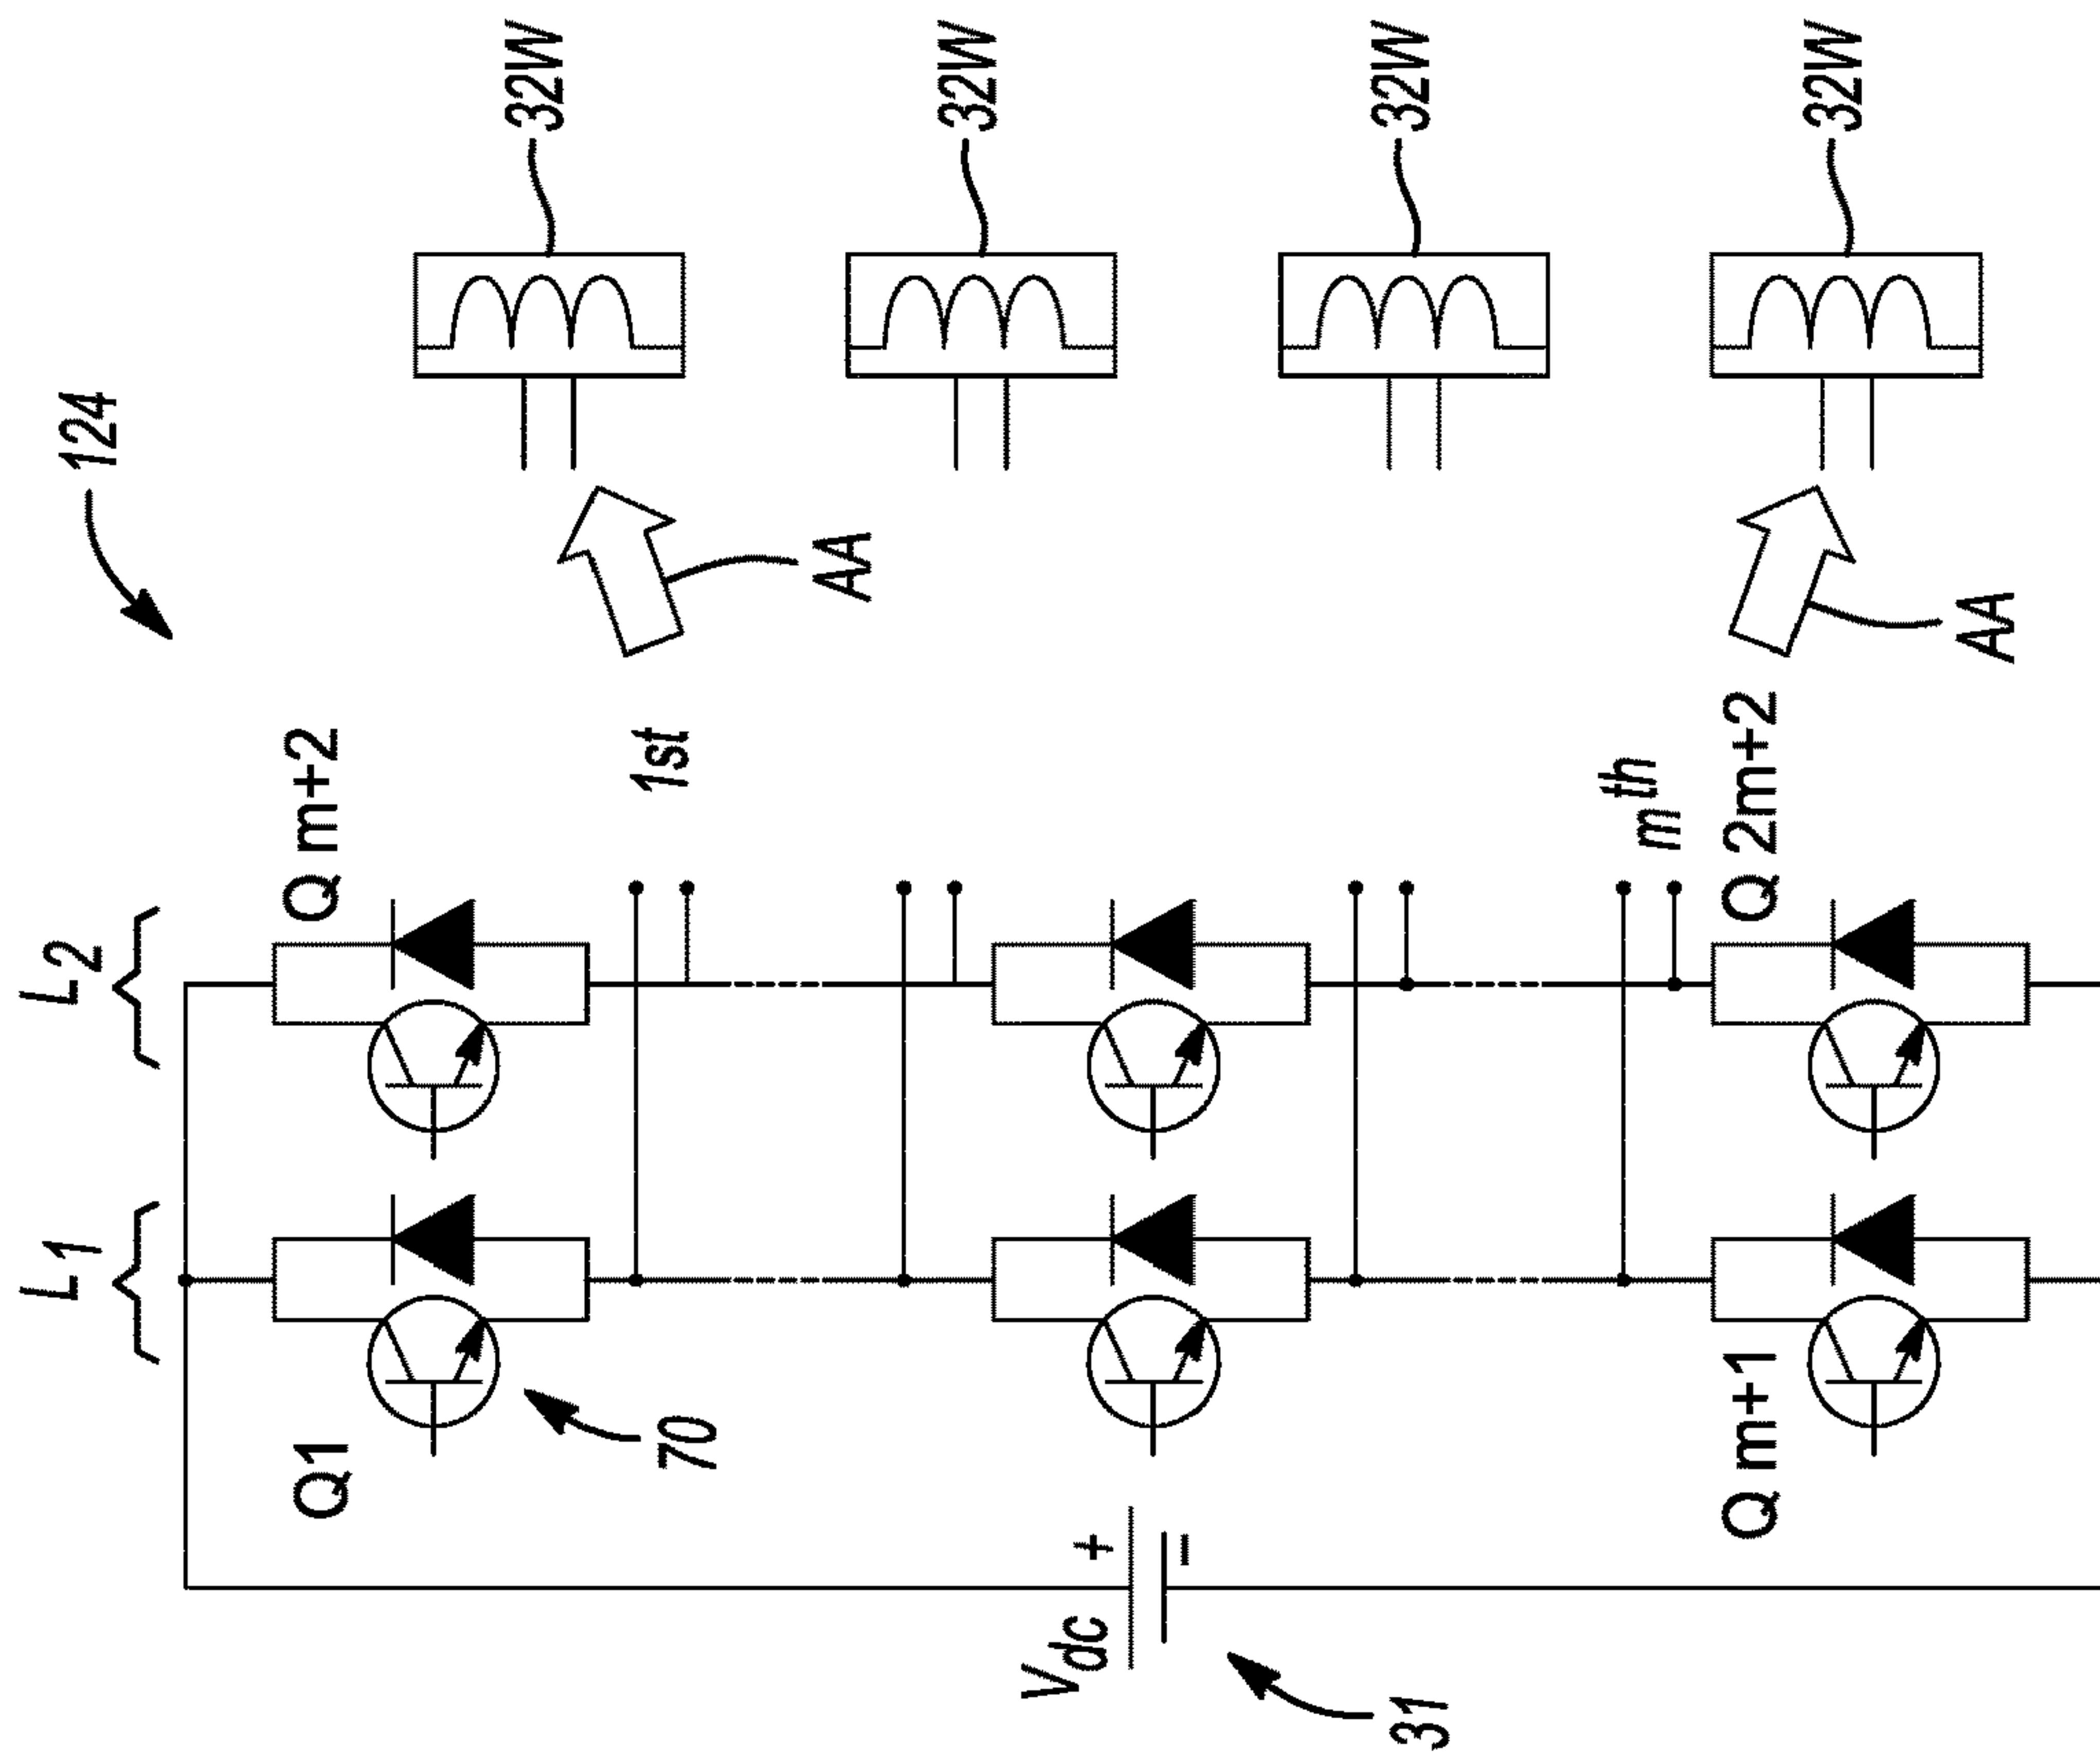 124
L1
L2
Q1
Q m+2
70
1st
mth
Q m+1
Q 2m+2
Vdc
+
−
31
AA
AA
32W
32W
32W
32W